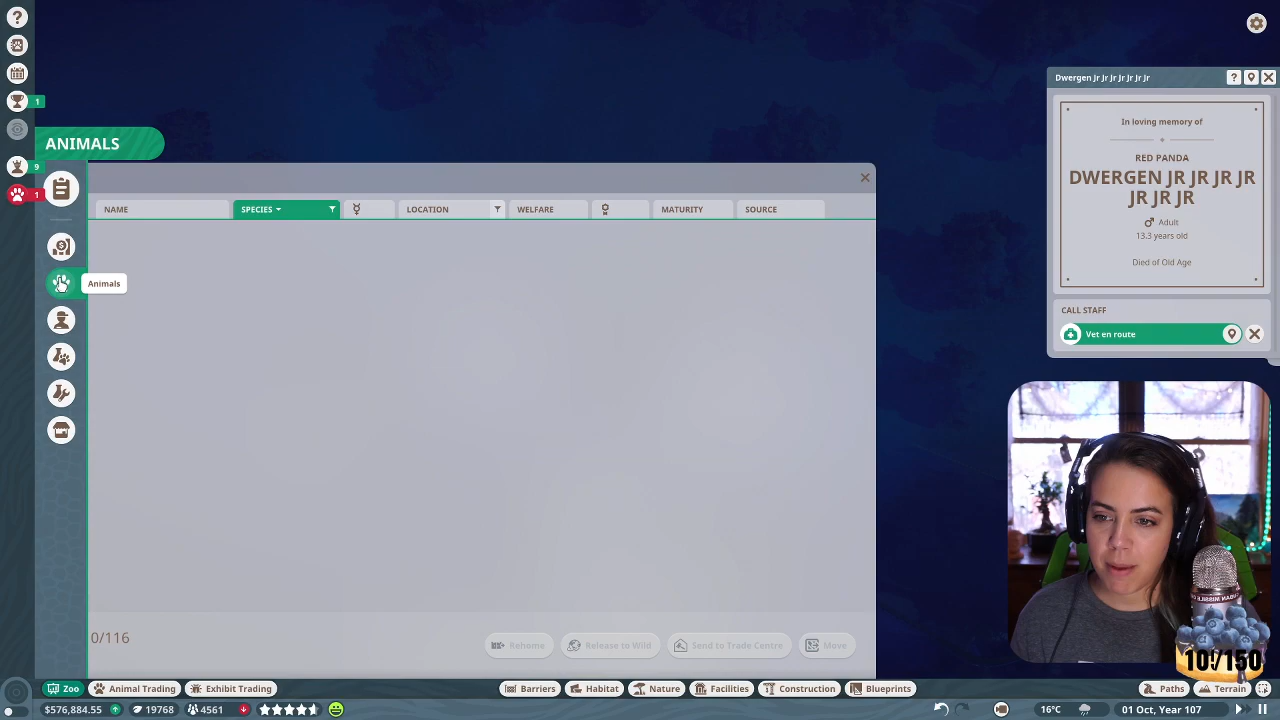 1
9
1
ANIMALS
NAME SPECIES LOCATION WELFARE MATURITY SOURCE
Animals
0/116
Rehome Release to Wild Send to Trade Centre Move
Dwergen Jr Jr Jr Jr Jr Jr Jr
In loving memory of
RED PANDA
DWERGEN JR JR JR JR
JR JR JR
Adult
13.3 years old
Died of Old Age
CALL STAFF
Vet en route
10/150
Zoo Animal Trading Exhibit Trading Barriers Habitat Nature Facilities Construction Blueprints Paths Terrain
$576,884.55 19768 4561 16°C 01 Oct, Year 107